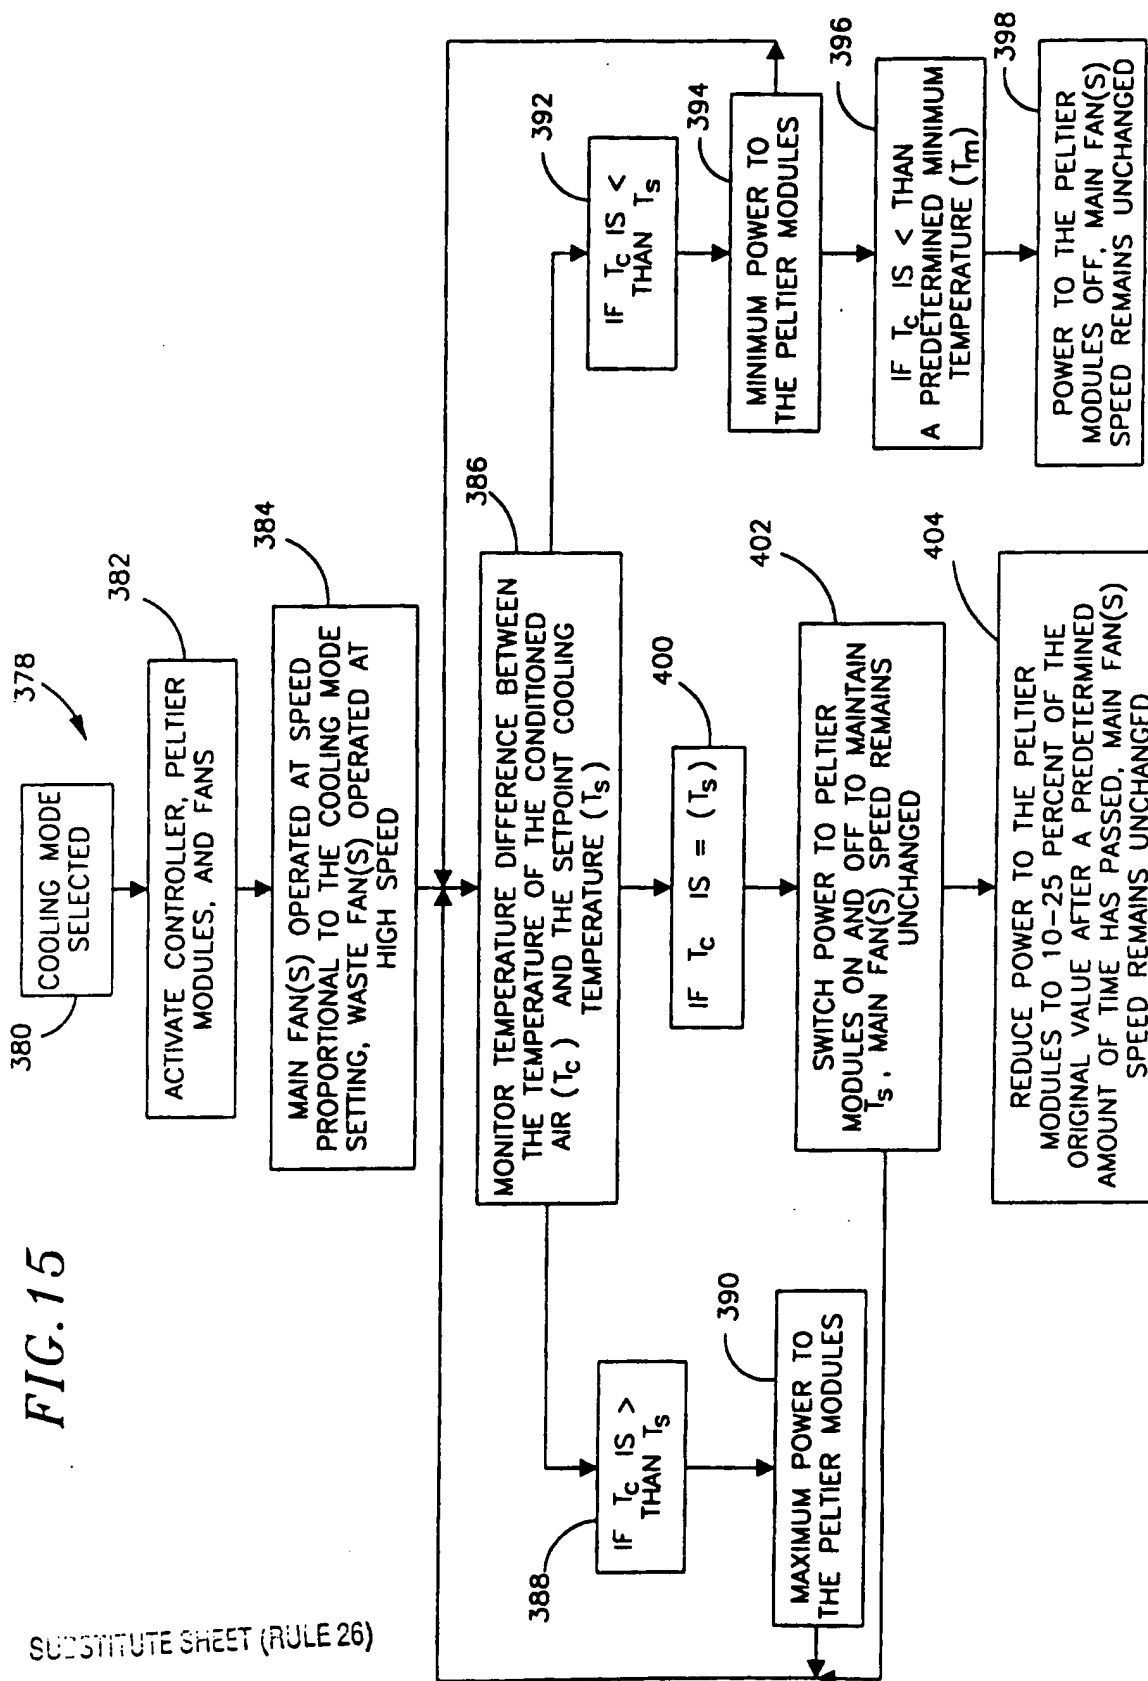 FIG. 15
378
380
COOLING MODE
SELECTED
382
ACTIVATE CONTROLLER, PELTIER
MODULES, AND FANS
384
MAIN FAN(S) OPERATED AT SPEED
PROPORTIONAL TO THE COOLING MODE
SETTING, WASTE FAN(S) OPERATED AT
HIGH SPEED
386
MONITOR TEMPERATURE DIFFERENCE BETWEEN
THE TEMPERATURE OF THE CONDITIONED
AIR (Tc) AND THE SETPOINT COOLING
TEMPERATURE (Ts)
388
IF Tc IS >
THAN Ts
390
MAXIMUM POWER TO
THE PELTIER MODULES
400
IF Tc IS = (Ts)
402
SWITCH POWER TO PELTIER
MODULES ON AND OFF TO MAINTAIN
Ts, MAIN FAN(S) SPEED REMAINS
UNCHANGED
404
REDUCE POWER TO THE PELTIER
MODULES TO 10-25 PERCENT OF THE
ORIGINAL VALUE AFTER A PREDETERMINED
AMOUNT OF TIME HAS PASSED, MAIN FAN(S)
SPEED REMAINS UNCHANGED
392
IF Tc IS <
THAN Ts
394
MINIMUM POWER TO
THE PELTIER MODULES
396
IF Tc IS < THAN
A PREDETERMINED MINIMUM
TEMPERATURE (Tm)
398
POWER TO THE PELTIER
MODULES OFF, MAIN FAN(S)
SPEED REMAINS UNCHANGED
SUBSTITUTE SHEET (RULE 26)